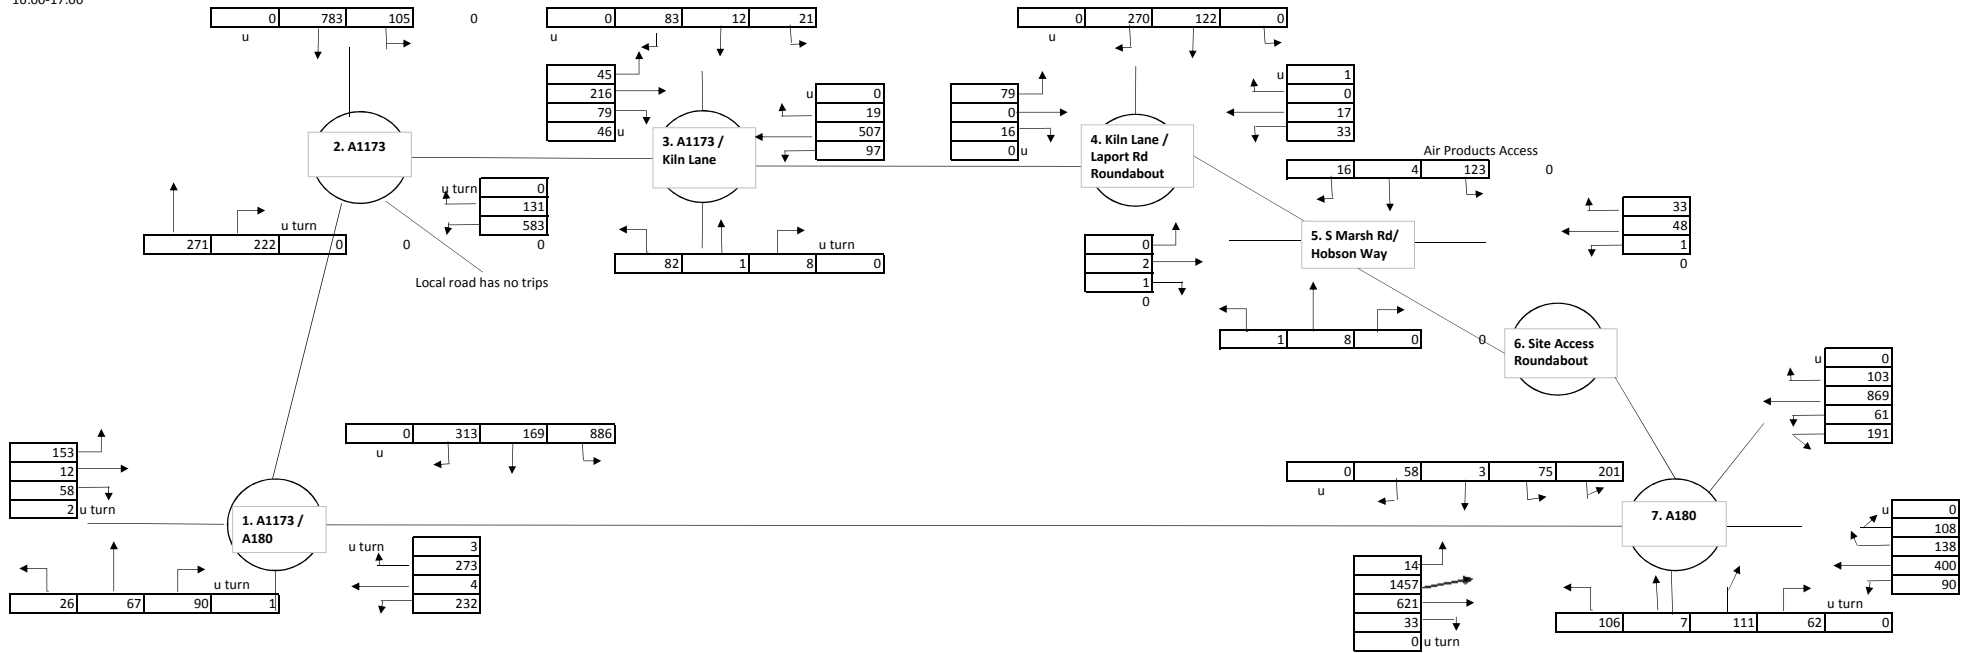 16:00-17:00
0 783 105 0
u
0 83 12 21
u
0 270 122 0
u
45
216
79
46 u
u 0
19
507
97
79
0
16
0 u
u 1
0
17
33
2. A1173
3. A1173 /
Kiln Lane
4. Kiln Lane /
Laport Rd
Roundabout
Air Products Access
16 4 123 0
u turn 0
131
583
0
u turn
271 222 0 0
Local road has no trips
u turn
82 1 8 0
0
2
1
0
5. S Marsh Rd/
Hobson Way
33
48
1
0
1 8 0 0
6. Site Access
Roundabout
u 0
103
869
61
191
0 313 169 886
u
153
12
58
2 u turn
1. A1173 /
A180
u turn 3
273
4
232
u turn
26 67 90 1
0 58 3 75 201
u
7. A180
u 0
108
138
400
90
14
1457
621
33
0 u turn
u turn
106 7 111 62 0